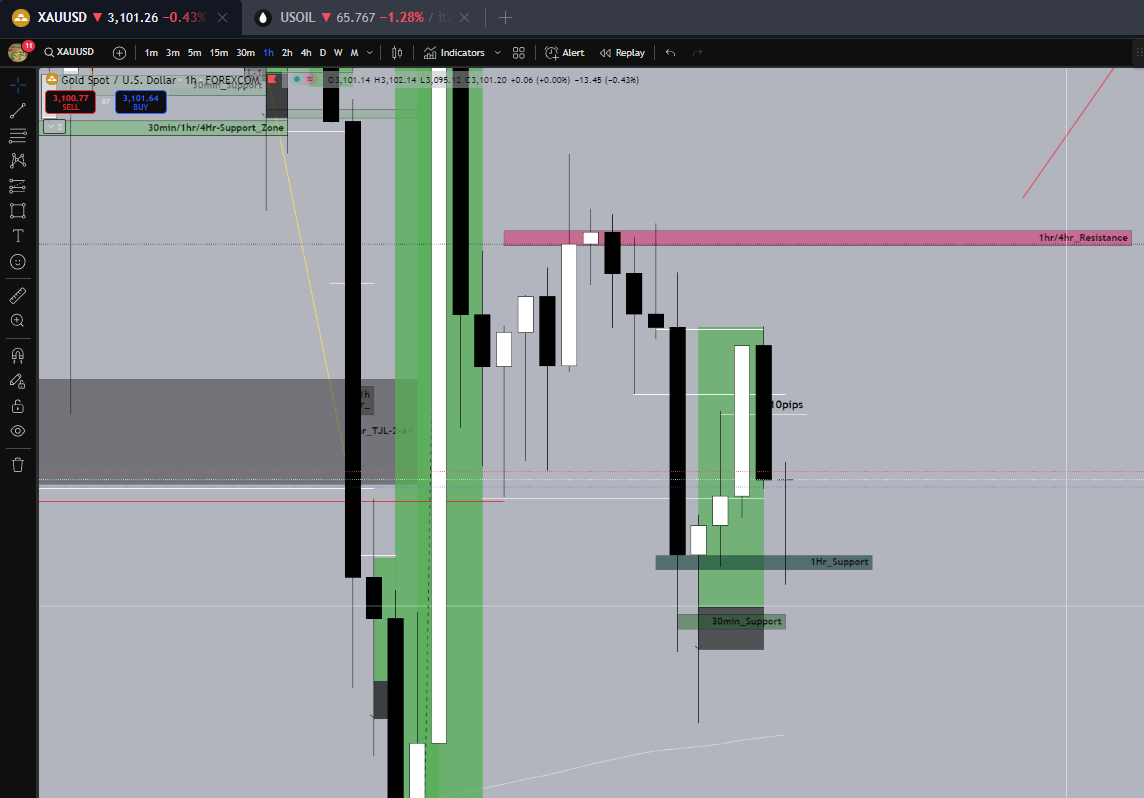 XAUUSD 3,101.26 −0.43%
USOIL 65.767 −1.28% /
11
XAUUSD
1m 3m 5m 15m 30m 1h 2h 4h D W M
Indicators
Alert
Replay
Gold Spot / U.S. Dollar · 1h · FOREXCOM
O3,101.14 H3,102.14 L3,095.12 C3,101.20 +0.06 (+0.00%) −13.45 (−0.43%)
30min_Support
3,100.77
SELL
87
3,101.64
BUY
30min/1hr/4Hr-Support_Zone
1hr/4hr_Resistance
1h
r_
r_TJL-2-A+
10pips
1Hr_Support
30min_Support